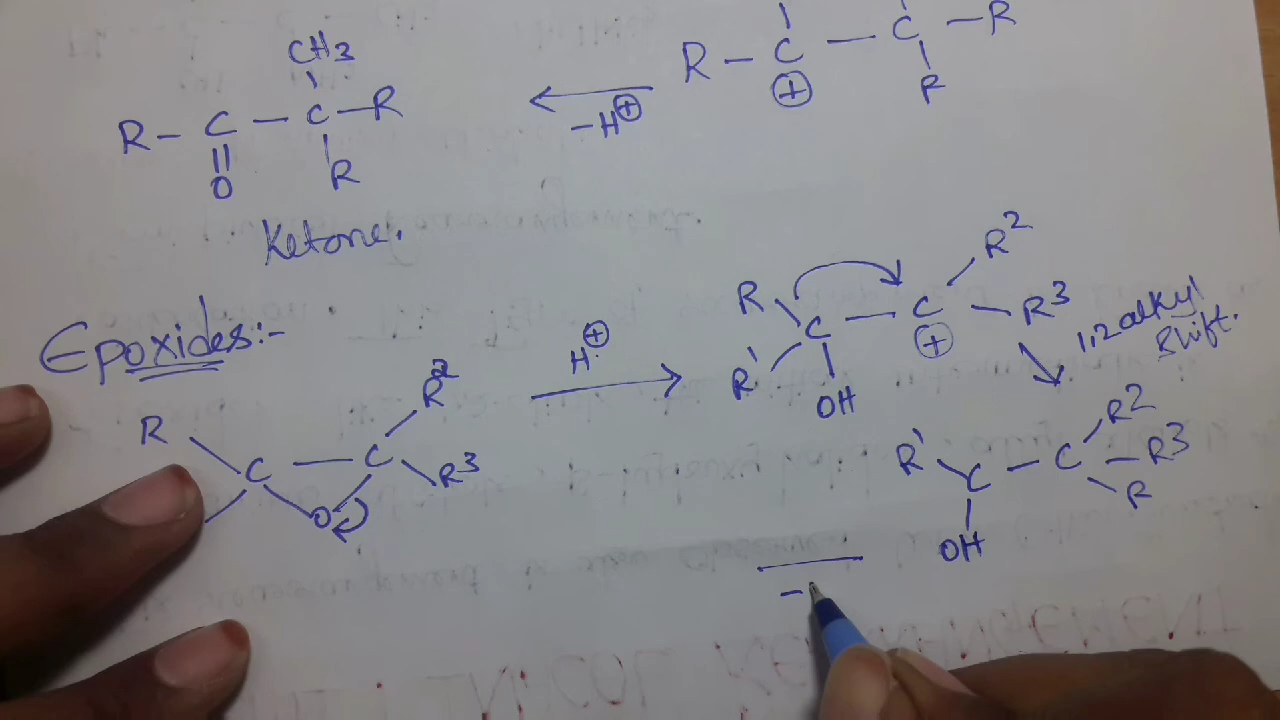 CH3
R - C - C - R
|| 
O
R
Ketone.
← -H⊕
R - C - C - R
⊕
R
Epoxides:-
R
C - C
R2
R3
O
H⊕ →
R
R'
C - C
OH
⊕
R2
R3
1,2 alkyl
Shift.
R'
C - C
OH
R2
R3
R
-